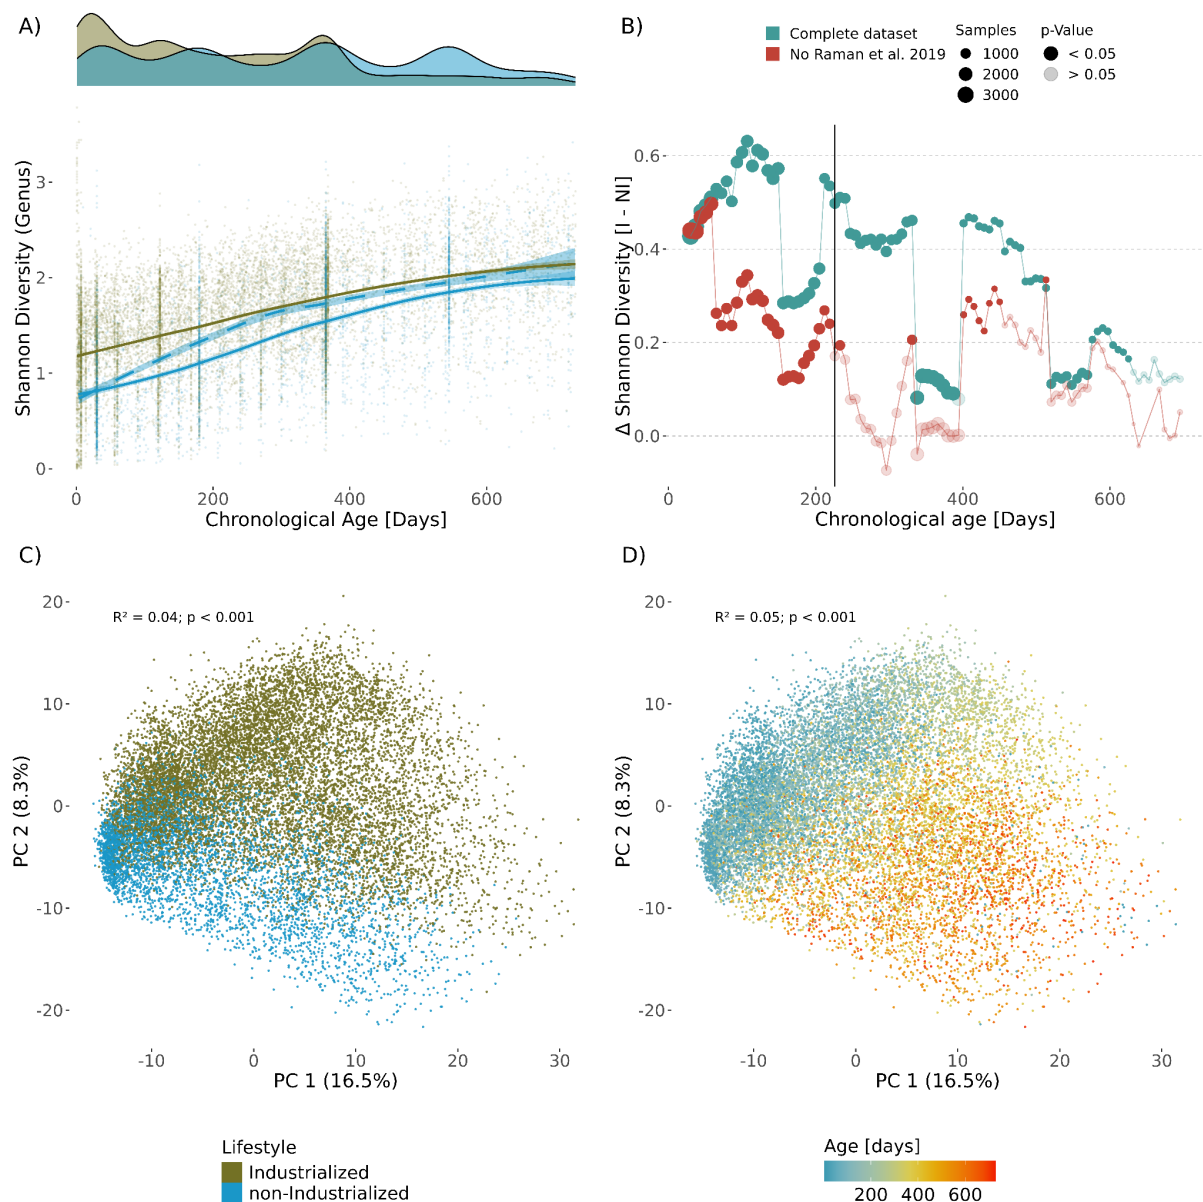 A)
Shannon Diversity (Genus)
3
2
1
0
0
200
400
600
Chronological Age [Days]
B)
Complete dataset
No Raman et al. 2019
Samples
1000
2000
3000
p-Value
< 0.05
> 0.05
Δ Shannon Diversity [I - NI]
0.6
0.4
0.2
0.0
0
200
400
600
Chronological age [Days]
C)
R² = 0.04; p < 0.001
PC 2 (8.3%)
20
10
0
-10
-20
-10
0
10
20
30
PC 1 (16.5%)
D)
R² = 0.05; p < 0.001
PC 2 (8.3%)
20
10
0
-10
-20
-10
0
10
20
30
PC 1 (16.5%)
Lifestyle
Industrialized
non-Industrialized
Age [days]
200 400 600